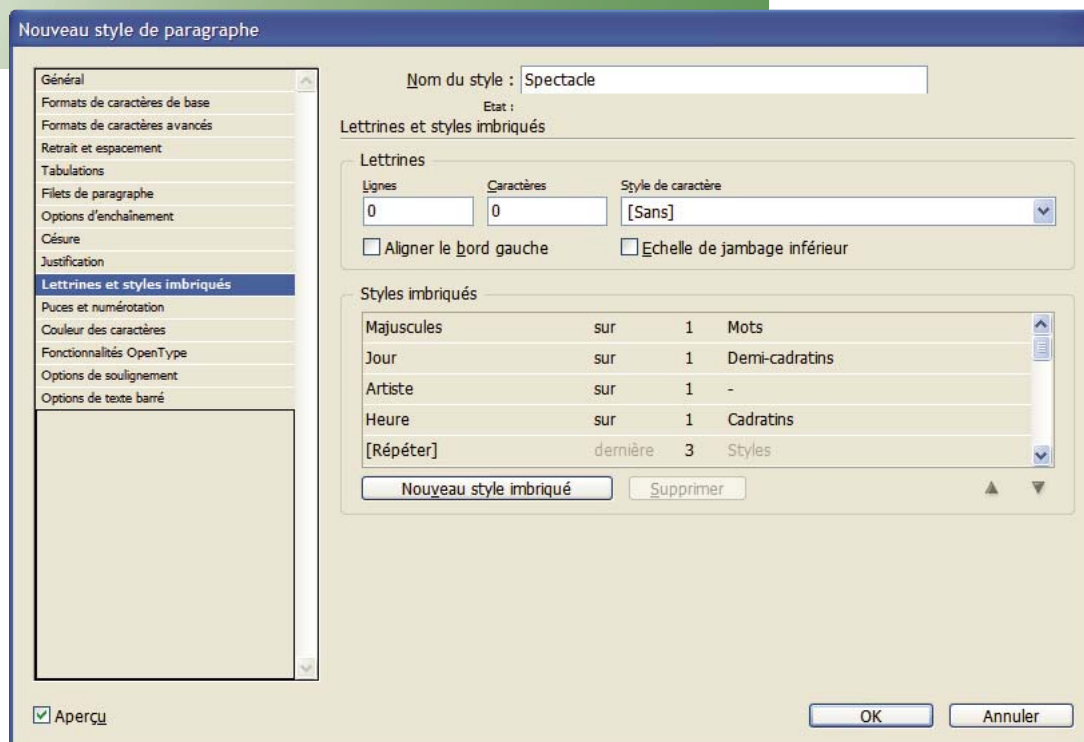 Nouveau style de paragraphe
Général
Formats de caractères de base
Formats de caractères avancés
Retrait et espacement
Tabulations
Filets de paragraphe
Options d'enchaînement
Césure
Justification
Lettrines et styles imbriqués
Puces et numérotation
Couleur des caractères
Fonctionnalités OpenType
Options de soulignement
Options de texte barré
Nom du style : Spectacle
Etat :
Lettrines et styles imbriqués
Lettrines
Lignes Caractères Style de caractère
0 0 [Sans]
Aligner le bord gauche Echelle de jambage inférieur
Styles imbriqués
Majuscules sur 1 Mots
Jour sur 1 Demi-cadratins
Artiste sur 1 -
Heure sur 1 Cadratins
[Répéter] dernière 3 Styles
Nouveau style imbriqué Supprimer
Aperçu OK Annuler